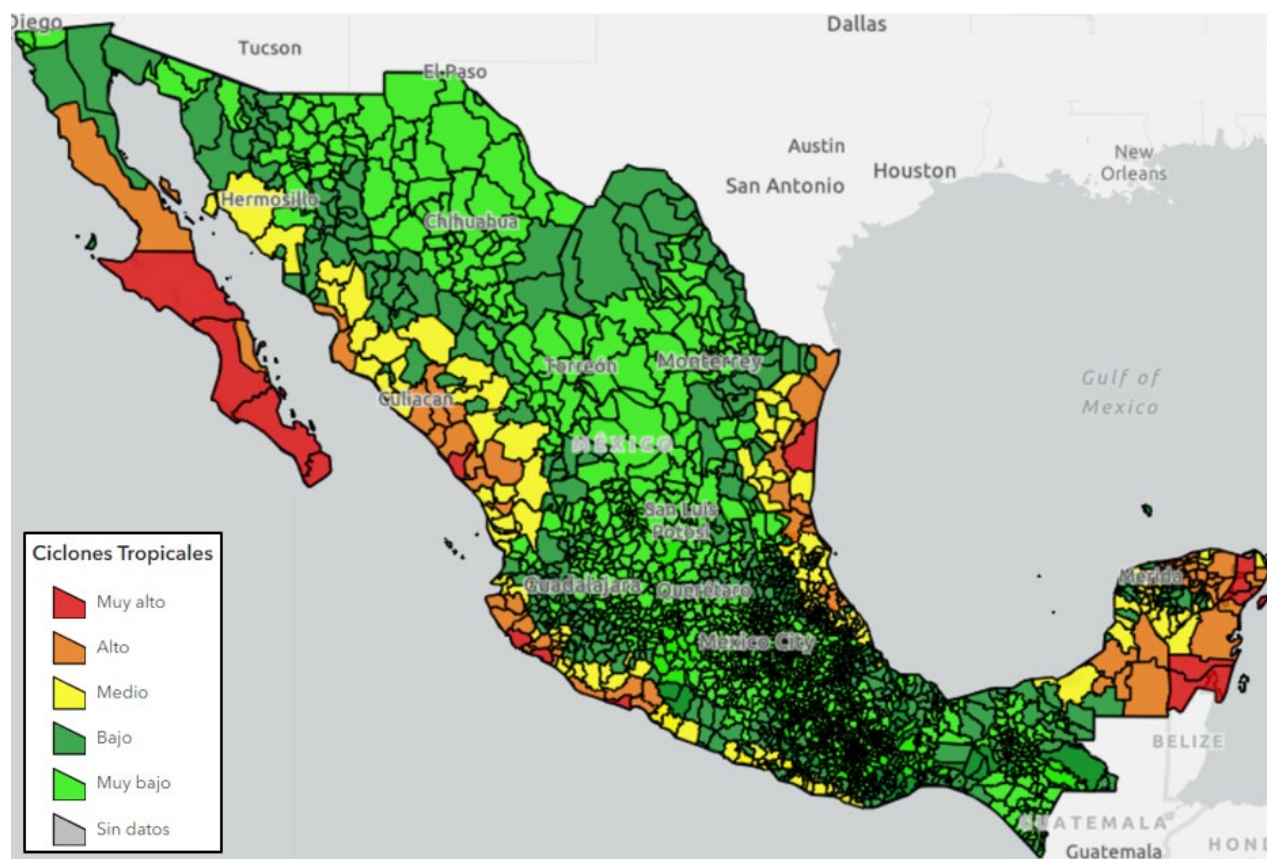 Diego
Tucson
El Paso
Dallas
Austin
San Antonio
Houston
New
Orleans
Hermosillo
Chihuahua
Torreón
Monterrey
Culiacan
Gulf of
Mexico
MÉXICO
San Luis
Potosí
Guadalajara
Querétaro
Mexico City
Merida
BELIZE
GUATEMALA
Guatemala
HOND
Ciclones Tropicales
Muy alto
Alto
Medio
Bajo
Muy bajo
Sin datos